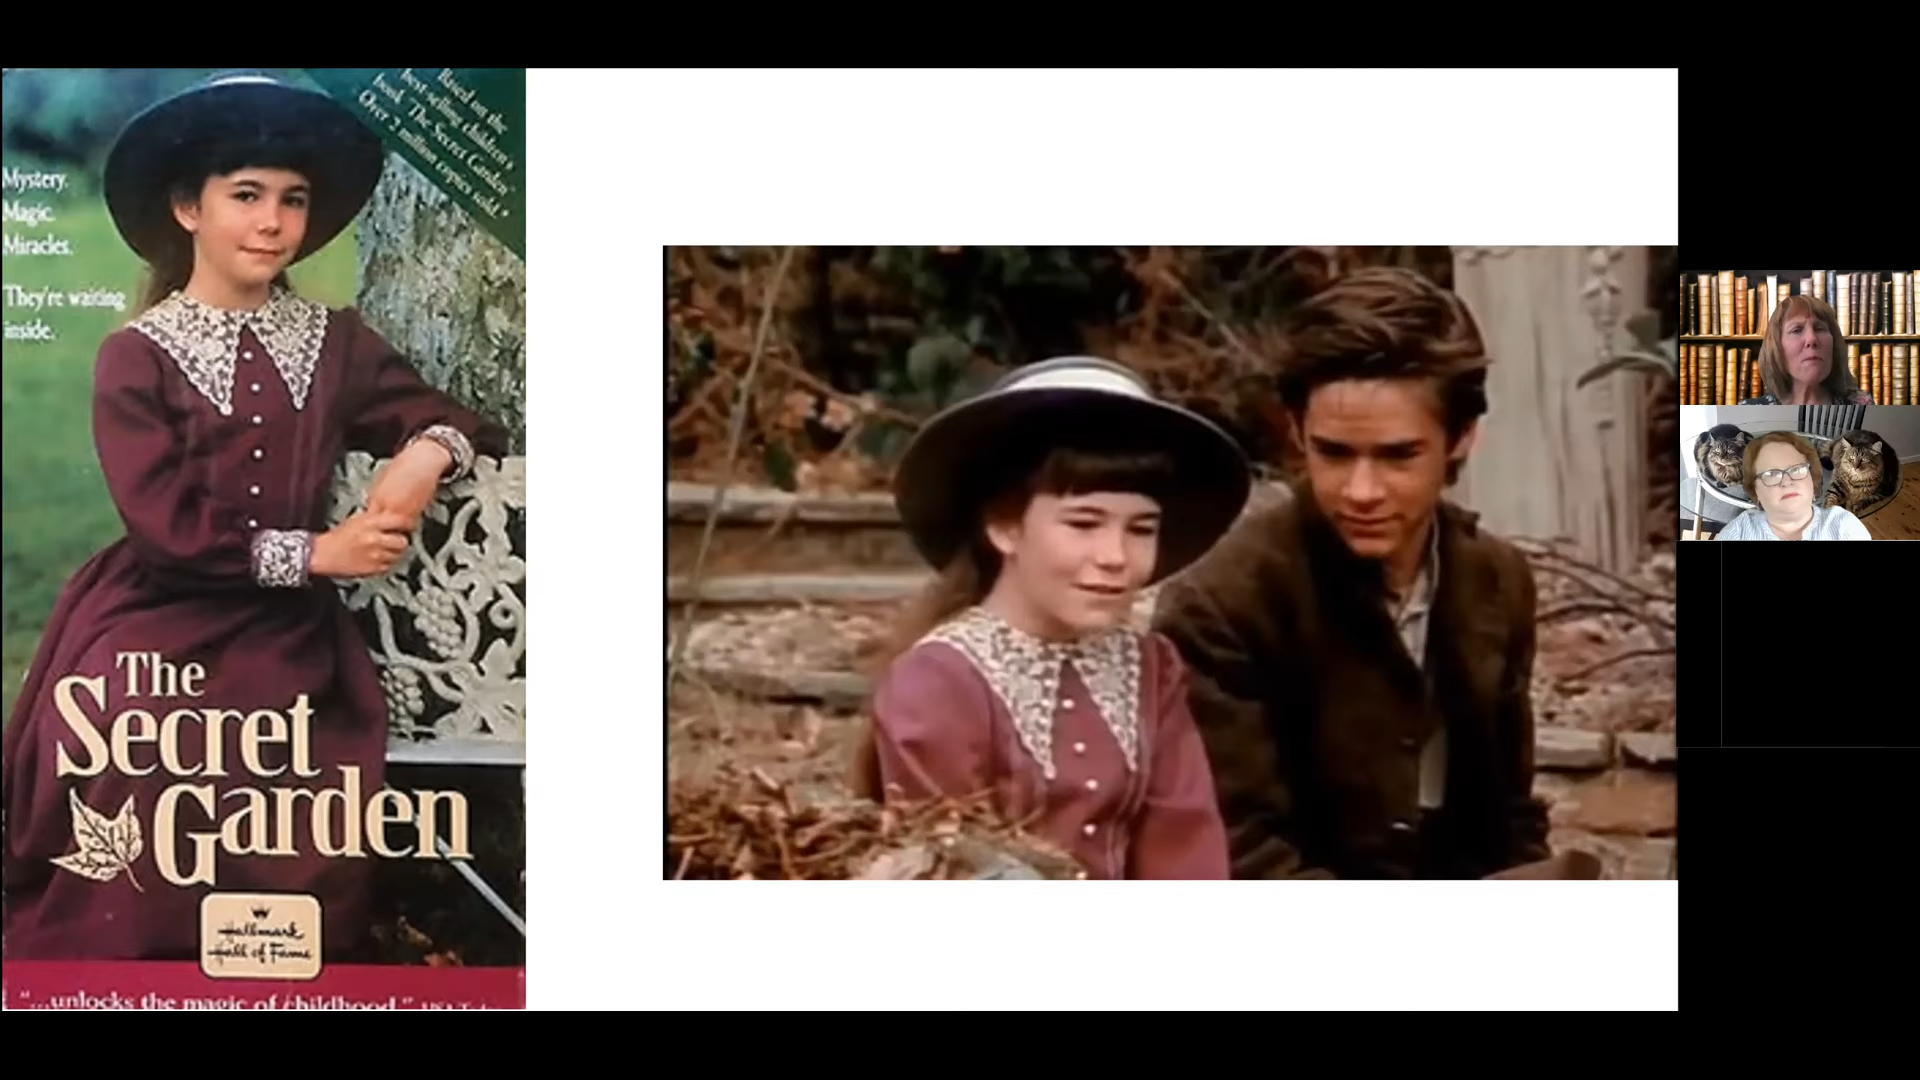 Based on the
best-selling children's
book "The Secret Garden"
Over 2 million copies sold.*
Mystery.
Magic.
Miracles.
They're waiting
inside.
The
Secret
Garden
Hallmark
Hall of Fame
"...unlocks the magic of childhood."